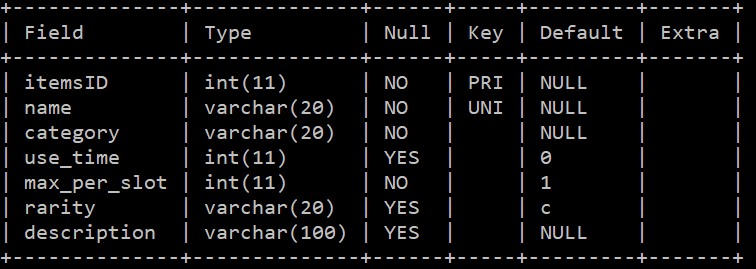 +--------------+--------------+------+-----+---------+-------+
| Field        | Type         | Null | Key | Default | Extra |
+--------------+--------------+------+-----+---------+-------+
| itemsID      | int(11)      | NO   | PRI | NULL    |       |
| name         | varchar(20)  | NO   | UNI | NULL    |       |
| category     | varchar(20)  | NO   |     | NULL    |       |
| use_time     | int(11)      | YES  |     | 0       |       |
| max_per_slot | int(11)      | NO   |     | 1       |       |
| rarity       | varchar(20)  | YES  |     | c       |       |
| description  | varchar(100) | YES  |     | NULL    |       |
+--------------+--------------+------+-----+---------+-------+